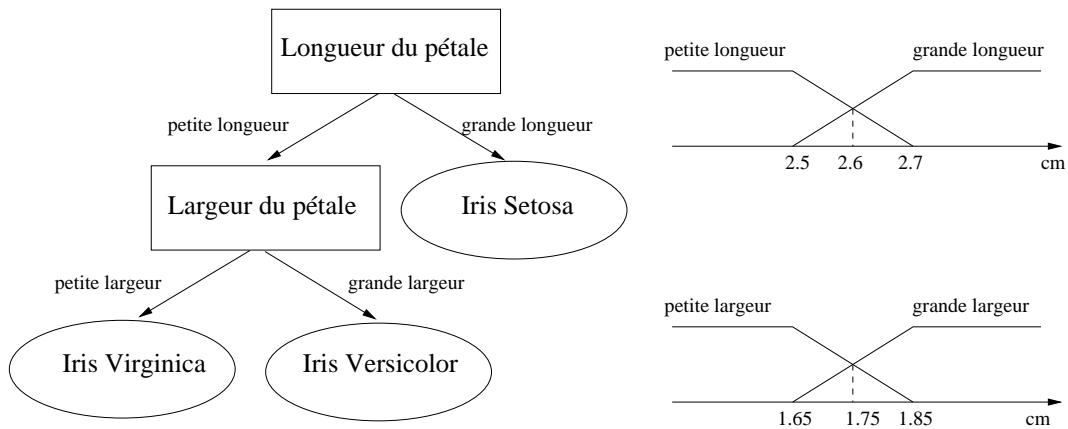 Longueur du pétale
petite longueur
grande longueur
Largeur du pétale
Iris Setosa
petite largeur
grande largeur
Iris Virginica
Iris Versicolor
petite longueur
grande longueur
2.5
2.6
2.7
cm
petite largeur
grande largeur
1.65
1.75
1.85
cm